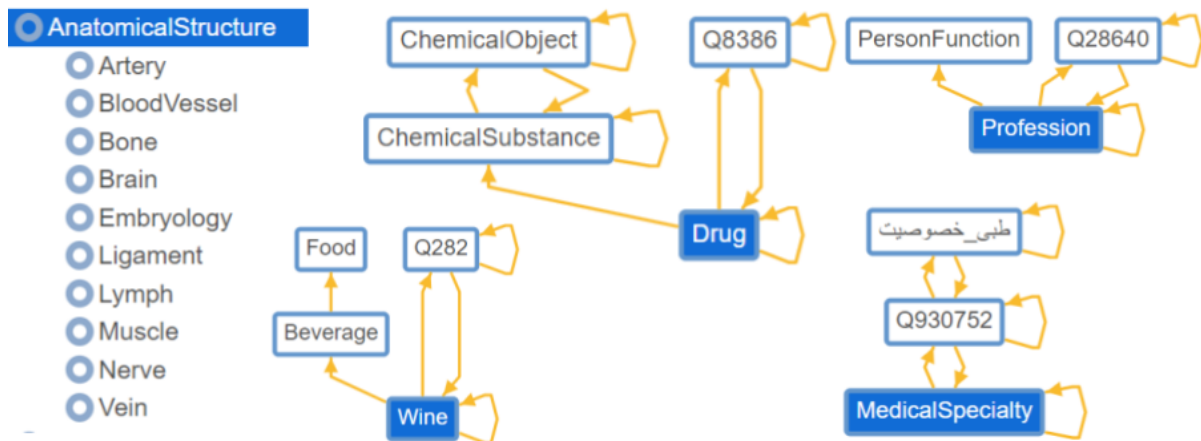 AnatomicalStructure
Artery
BloodVessel
Bone
Brain
Embryology
Ligament
Lymph
Muscle
Nerve
Vein
ChemicalObject
Q8386
ChemicalSubstance
Drug
PersonFunction
Q28640
Profession
Food
Q282
Beverage
Wine
طبی_خصوصیت
Q930752
MedicalSpecialty